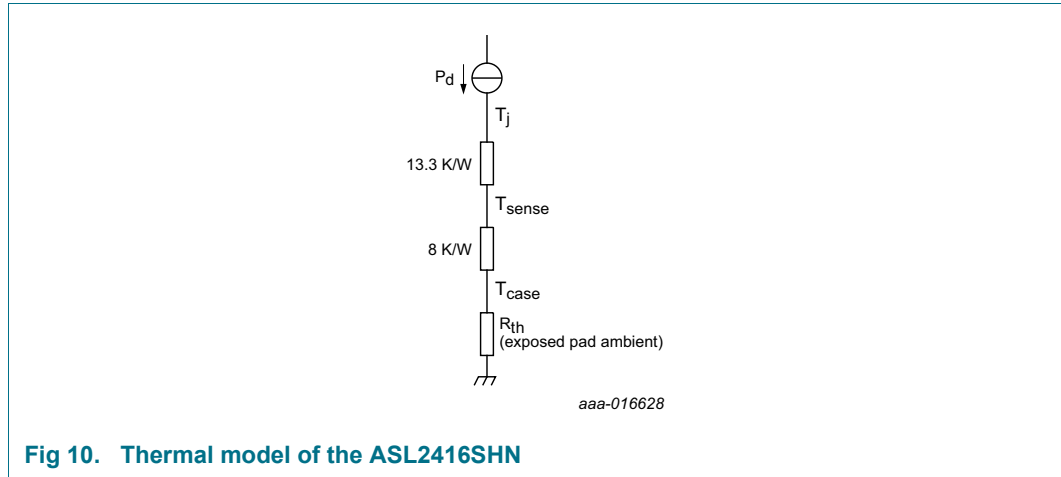 Pd
Tj
13.3 K/W
Tsense
8 K/W
Tcase
Rth
(exposed pad ambient)
aaa-016628
Fig 10. Thermal model of the ASL2416SHN